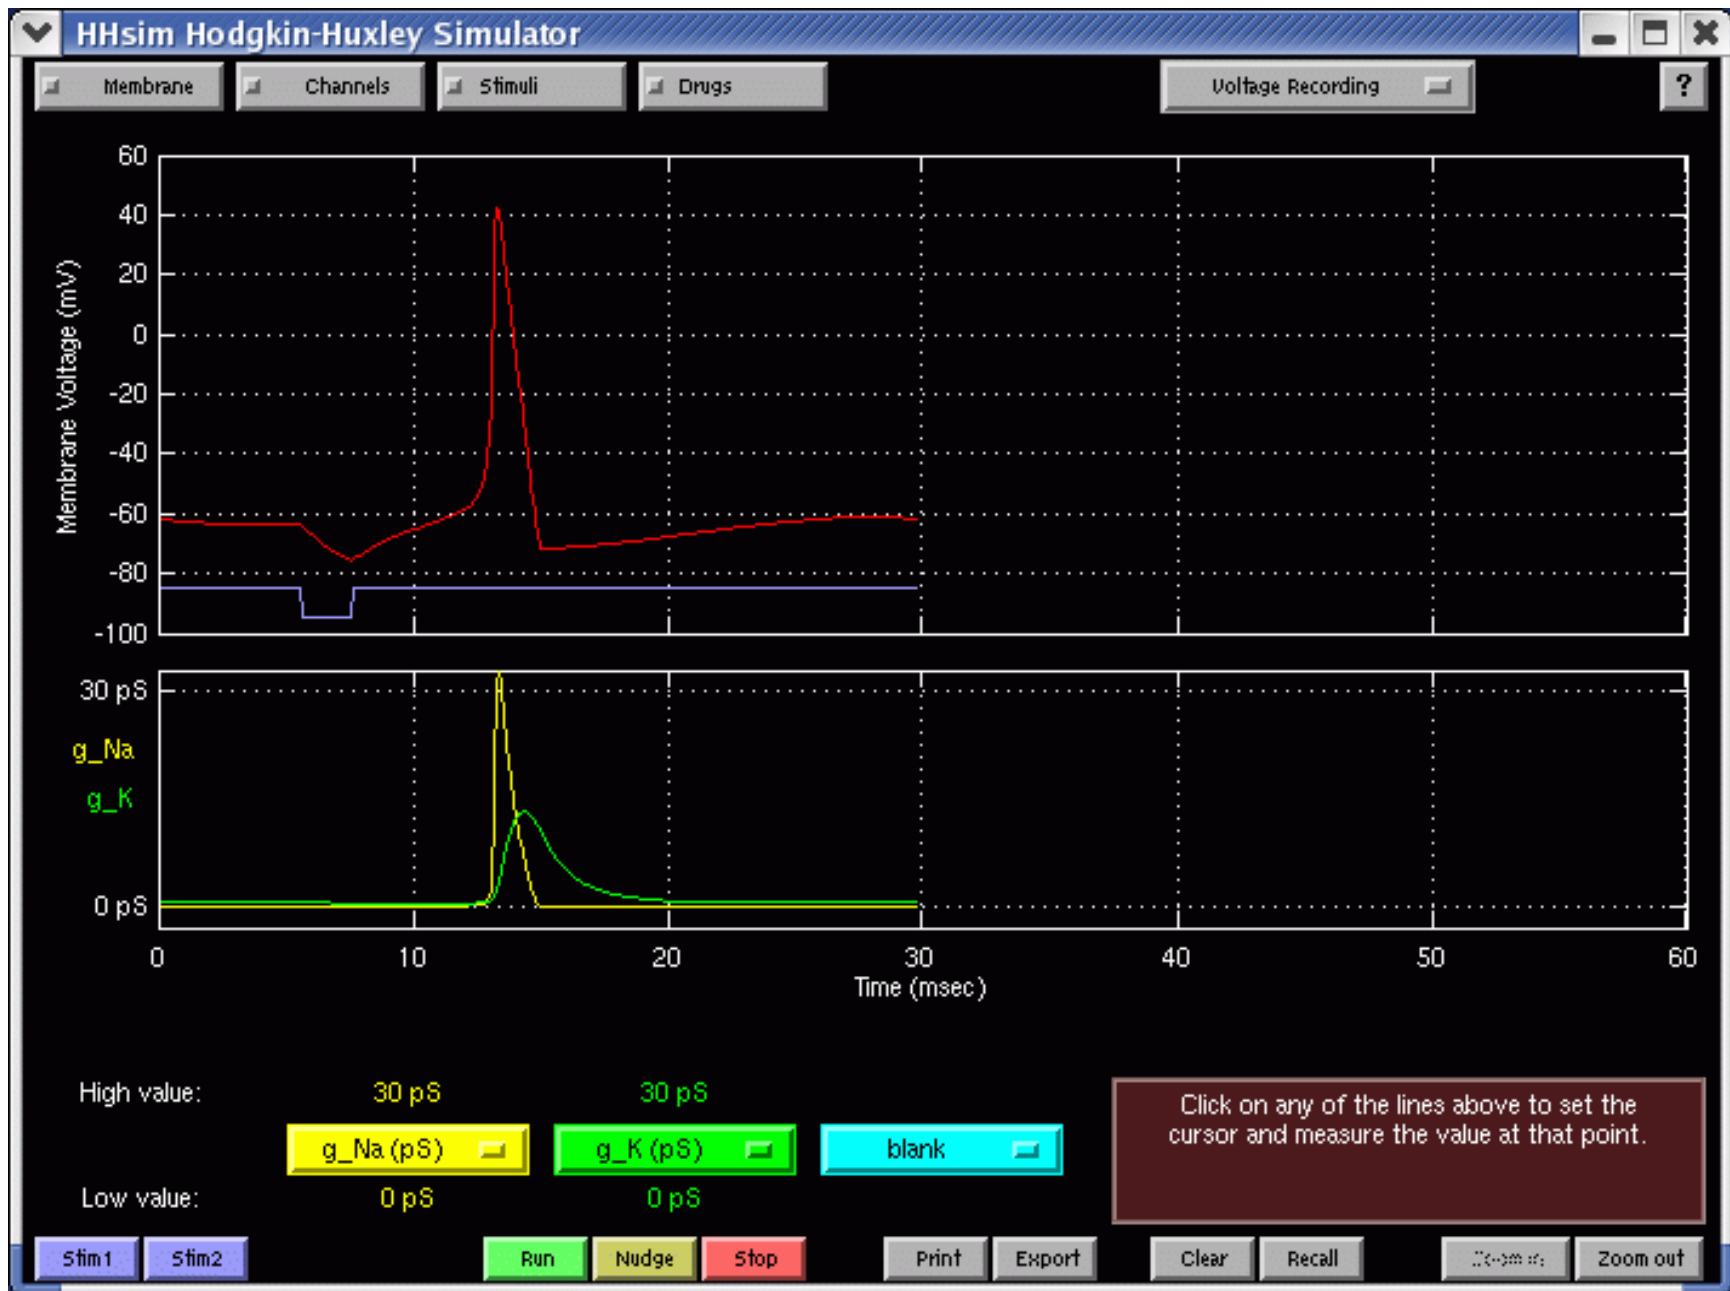 HHsim Hodgkin-Huxley Simulator
Membrane Channels Stimuli Drugs Voltage Recording ?
60
40
20
0
-20
-40
-60
-80
-100
Membrane Voltage (mV)
30 pS
g_Na
g_K
0 pS
0 10 20 30 40 50 60
Time (msec)
High value: 30 pS 30 pS
g_Na (pS) g_K (pS) blank
Low value: 0 pS 0 pS
Click on any of the lines above to set the
cursor and measure the value at that point.
Stim1 Stim2 Run Nudge Stop Print Export Clear Recall Zoom out